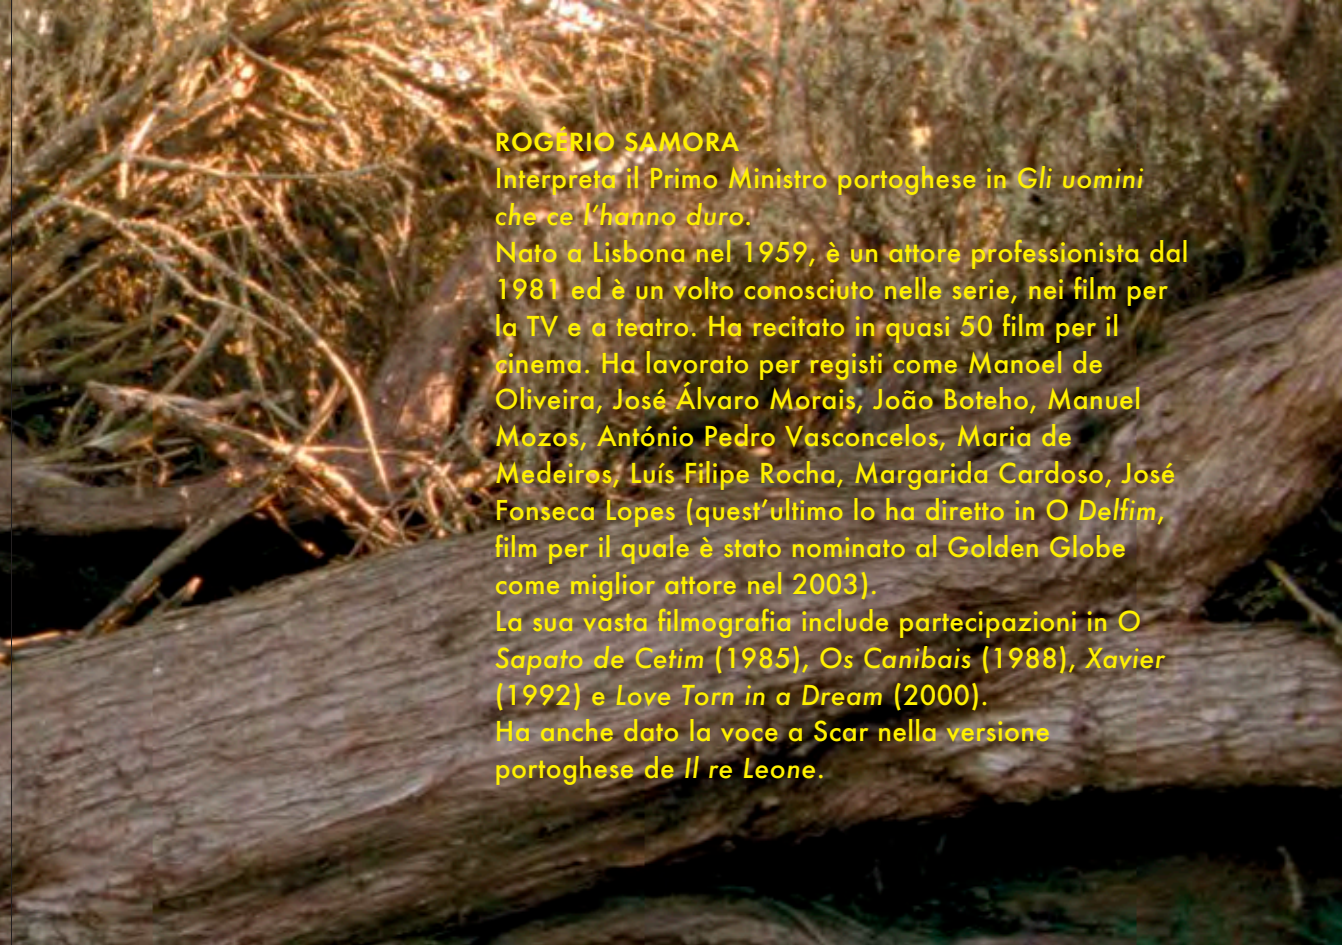 ROGÉRIO SAMORA
Interpreta il Primo Ministro portoghese in Gli uomini
che ce l'hanno duro.
Nato a Lisbona nel 1959, è un attore professionista dal
1981 ed è un volto conosciuto nelle serie, nei film per
la TV e a teatro. Ha recitato in quasi 50 film per il
cinema. Ha lavorato per registi come Manoel de
Oliveira, José Álvaro Morais, João Boteho, Manuel
Mozos, António Pedro Vasconcelos, Maria de
Medeiros, Luís Filipe Rocha, Margarida Cardoso, José
Fonseca Lopes (quest'ultimo lo ha diretto in O Delfim,
film per il quale è stato nominato al Golden Globe
come miglior attore nel 2003).
La sua vasta filmografia include partecipazioni in O
Sapato de Cetim (1985), Os Canibais (1988), Xavier
(1992) e Love Torn in a Dream (2000).
Ha anche dato la voce a Scar nella versione
portoghese de Il re Leone.